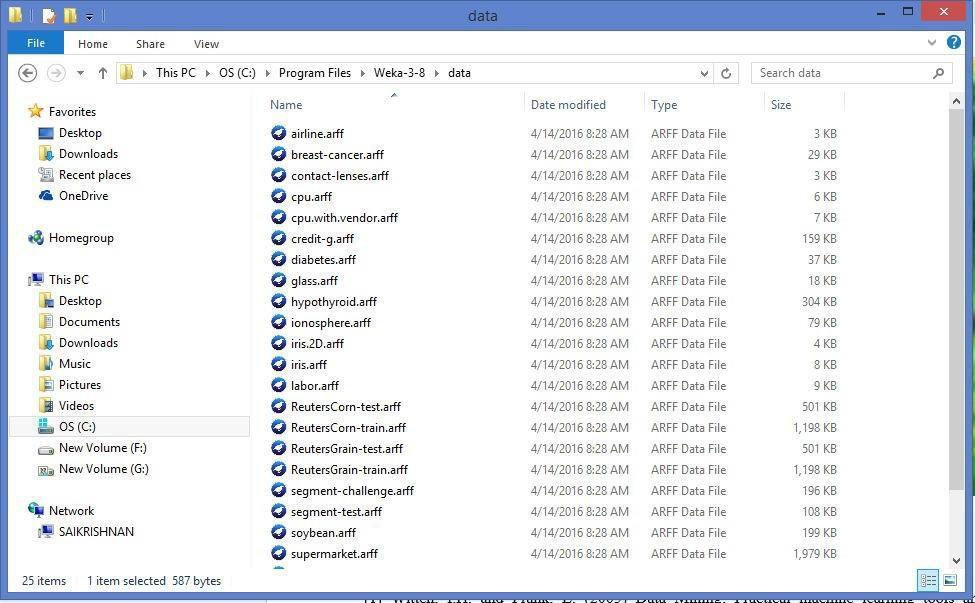 data
File Home Share View
This PC OS (C:) Program Files Weka-3-8 data Search data
Name Date modified Type Size
Favorites
Desktop
Downloads
Recent places
OneDrive
Homegroup
This PC
Desktop
Documents
Downloads
Music
Pictures
Videos
OS (C:)
New Volume (F:)
New Volume (G:)
Network
SAIKRISHNAN
airline.arff 4/14/2016 8:28 AM ARFF Data File 3 KB
breast-cancer.arff 4/14/2016 8:28 AM ARFF Data File 29 KB
contact-lenses.arff 4/14/2016 8:28 AM ARFF Data File 3 KB
cpu.arff 4/14/2016 8:28 AM ARFF Data File 6 KB
cpu.with.vendor.arff 4/14/2016 8:28 AM ARFF Data File 7 KB
credit-g.arff 4/14/2016 8:28 AM ARFF Data File 159 KB
diabetes.arff 4/14/2016 8:28 AM ARFF Data File 37 KB
glass.arff 4/14/2016 8:28 AM ARFF Data File 18 KB
hypothyroid.arff 4/14/2016 8:28 AM ARFF Data File 304 KB
ionosphere.arff 4/14/2016 8:28 AM ARFF Data File 79 KB
iris.2D.arff 4/14/2016 8:28 AM ARFF Data File 4 KB
iris.arff 4/14/2016 8:28 AM ARFF Data File 8 KB
labor.arff 4/14/2016 8:28 AM ARFF Data File 9 KB
ReutersCorn-test.arff 4/14/2016 8:28 AM ARFF Data File 501 KB
ReutersCorn-train.arff 4/14/2016 8:28 AM ARFF Data File 1,198 KB
ReutersGrain-test.arff 4/14/2016 8:28 AM ARFF Data File 501 KB
ReutersGrain-train.arff 4/14/2016 8:28 AM ARFF Data File 1,198 KB
segment-challenge.arff 4/14/2016 8:28 AM ARFF Data File 196 KB
segment-test.arff 4/14/2016 8:28 AM ARFF Data File 108 KB
soybean.arff 4/14/2016 8:28 AM ARFF Data File 199 KB
supermarket.arff 4/14/2016 8:28 AM ARFF Data File 1,979 KB
25 items 1 item selected 587 bytes